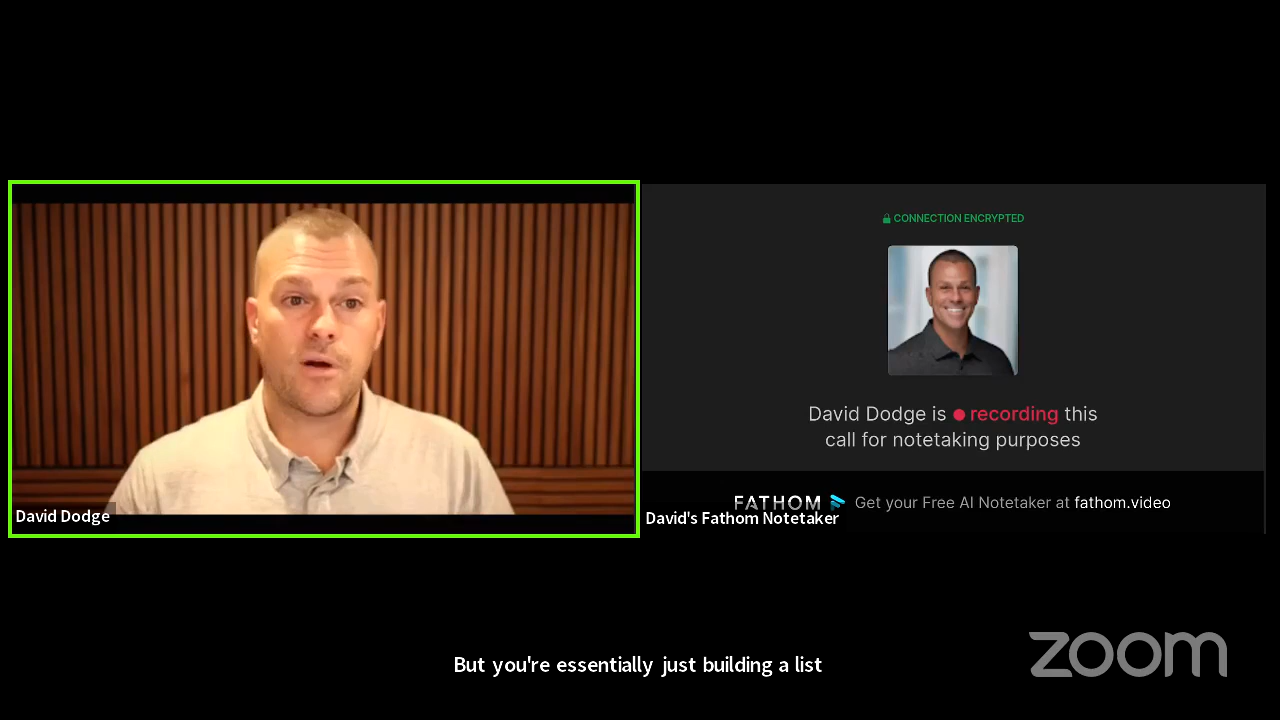 CONNECTION ENCRYPTED
David Dodge is recording this
call for notetaking purposes
David Dodge
FATHOM Get your Free AI Notetaker at fathom.video
David's Fathom Notetaker
But you're essentially just building a list
zoom